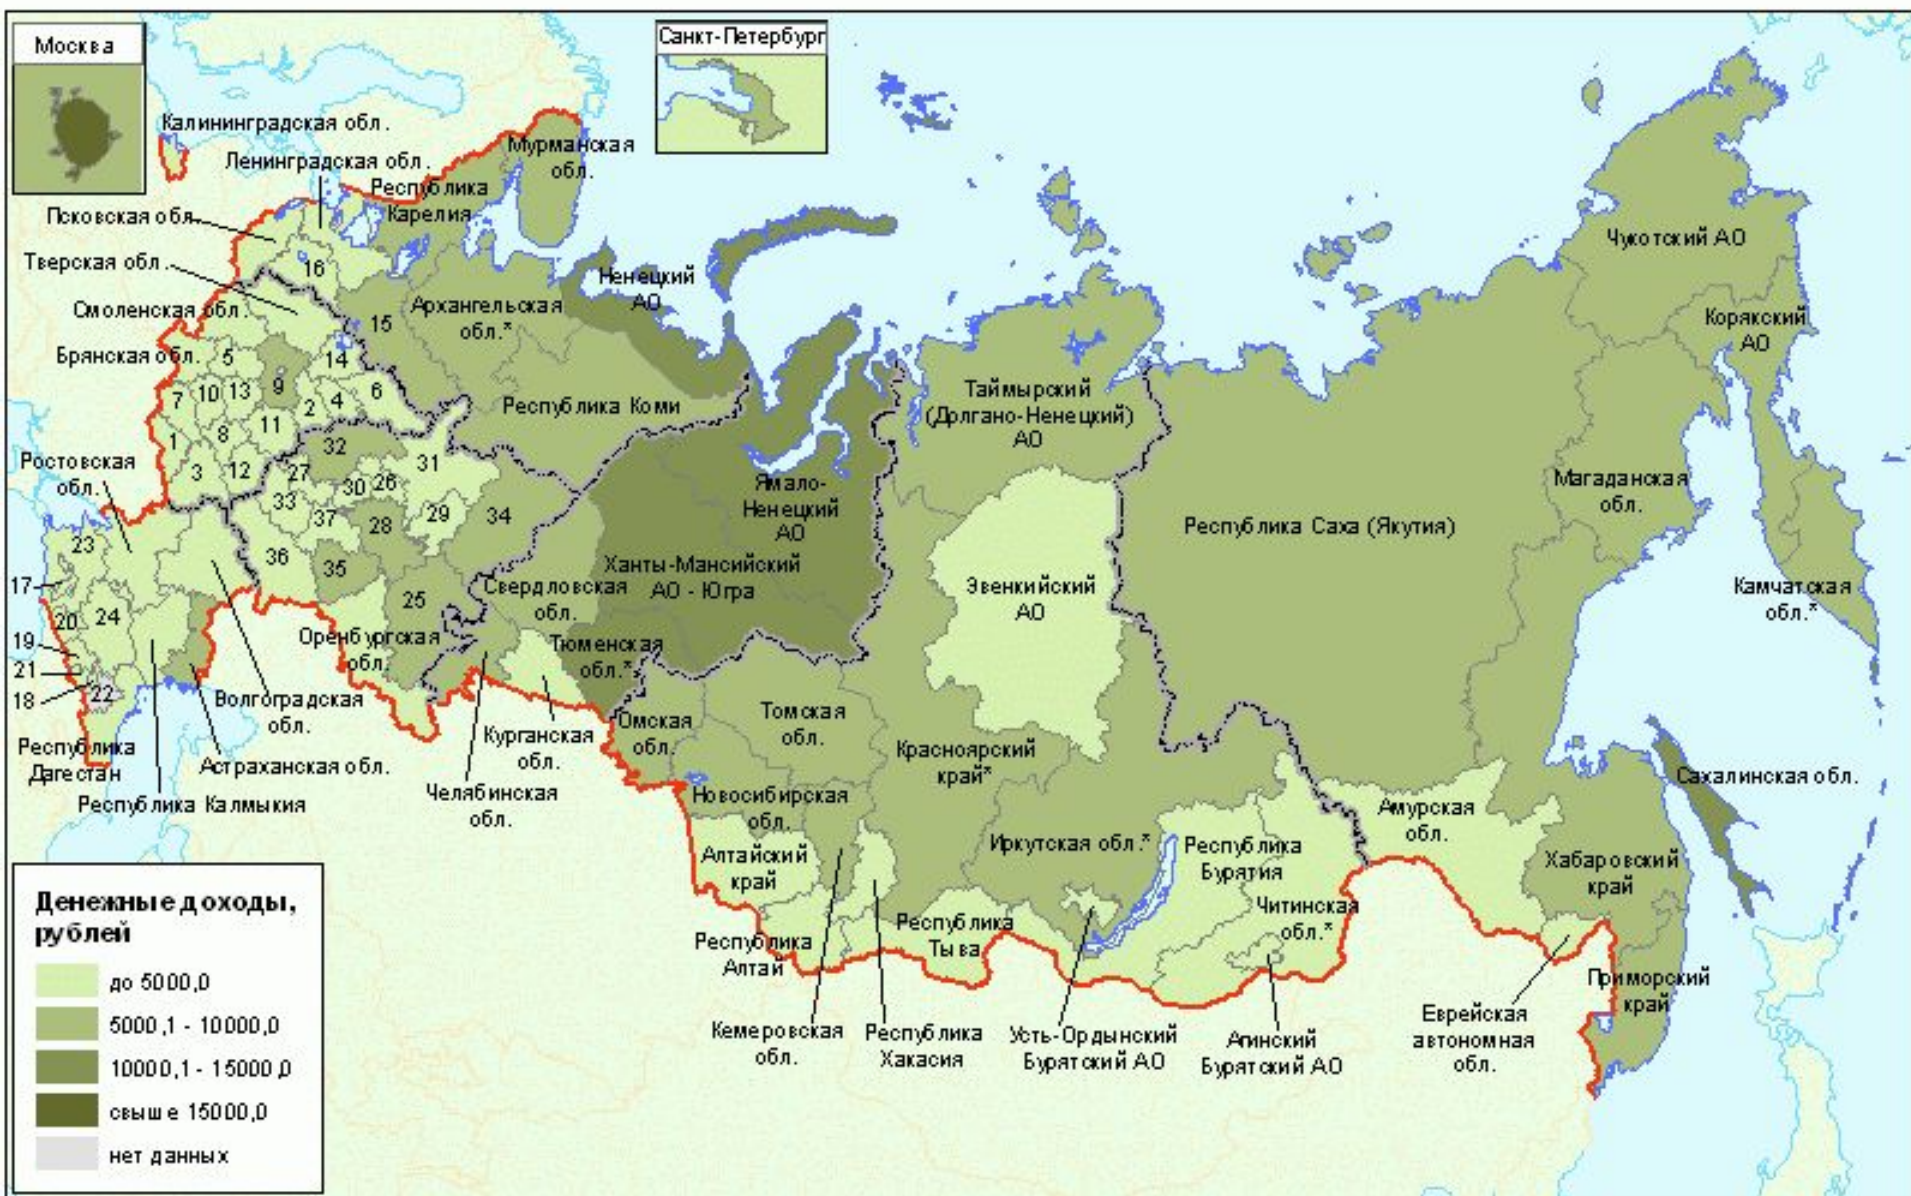 Москва
Санкт-Петербург
Калининградская обл.
Ленинградская обл.
Мурманская
обл.
Республика
Карелия
Псковская обл.
Тверская обл.
Смоленская обл.
Брянская обл.
Ненецкий
АО
Архангельская
обл.*
Республика Коми
Чукотский АО
Корякский
АО
Таймырский
(Долгано-Ненецкий)
АО
Ростовская
обл.
Ямало-
Ненецкий
АО
Магаданская
обл.
Республика Саха (Якутия)
Ханты-Мансийский
АО - Югра
Свердловская
обл.
Эвенкийский
АО
Камчатская
обл.*
Оренбургская
обл.
Тюменская
обл.*
Волгоградская
обл.
Омская
обл.
Томская
обл.
Красноярский
край*
Курганская
обл.
Республика
Дагестан
Астраханская обл.
Республика Калмыкия
Челябинская
обл.
Новосибирская
обл.
Сахалинская обл.
Амурская
обл.
Иркутская обл.*
Республика
Бурятия
Алтайский
край
Хабаровский
край
Читинская
обл.*
Республика
Тыва
Республика
Алтай
Приморский
край
Кемеровская
обл.
Республика
Хакасия
Усть-Ордынский
Бурятский АО
Агинский
Бурятский АО
Еврейская
автономная
обл.
16
15
5
14
9
10
13
7
2
4
6
11
8
1
3
12
32
31
27
30
26
33
37
29
34
28
23
36
35
17
25
20
24
19
21
18
22
Денежные доходы,
рублей
до 5000,0
5000,1 - 10000,0
10000,1 - 15000,0
свыше 15000,0
нет данных